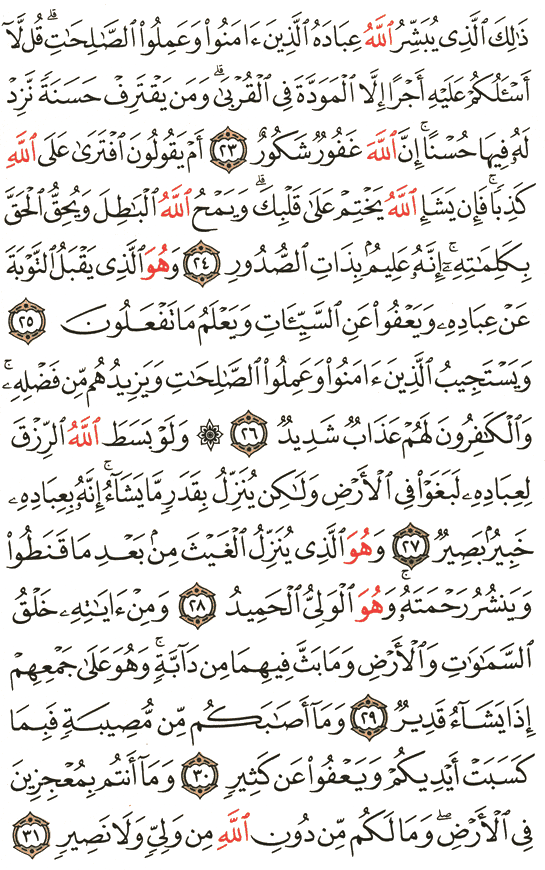 ذَٰلِكَ ٱلَّذِى يُبَشِّرُ ٱللَّهُ عِبَادَهُ ٱلَّذِينَ ءَامَنُوا۟ وَعَمِلُوا۟ ٱلصَّـٰلِحَـٰتِ ۗ قُل لَّآ
أَسْـَٔلُكُمْ عَلَيْهِ أَجْرًا إِلَّا ٱلْمَوَدَّةَ فِى ٱلْقُرْبَىٰ ۗ وَمَن يَقْتَرِفْ حَسَنَةً نَّزِدْ
لَهُۥ فِيهَا حُسْنًا ۚ إِنَّ ٱللَّهَ غَفُورٌ شَكُورٌ ٢٣ أَمْ يَقُولُونَ ٱفْتَرَىٰ عَلَى ٱللَّهِ
كَذِبًا ۖ فَإِن يَشَإِ ٱللَّهُ يَخْتِمْ عَلَىٰ قَلْبِكَ ۗ وَيَمْحُ ٱللَّهُ ٱلْبَـٰطِلَ وَيُحِقُّ ٱلْحَقَّ
بِكَلِمَـٰتِهِۦٓ ۚ إِنَّهُۥ عَلِيمٌۢ بِذَاتِ ٱلصُّدُورِ ٢٤ وَهُوَ ٱلَّذِى يَقْبَلُ ٱلتَّوْبَةَ
عَنْ عِبَادِهِۦ وَيَعْفُوا۟ عَنِ ٱلسَّيِّـَٔاتِ وَيَعْلَمُ مَا تَفْعَلُونَ ٢٥
وَيَسْتَجِيبُ ٱلَّذِينَ ءَامَنُوا۟ وَعَمِلُوا۟ ٱلصَّـٰلِحَـٰتِ وَيَزِيدُهُم مِّن فَضْلِهِۦ ۚ
وَٱلْكَـٰفِرُونَ لَهُمْ عَذَابٌ شَدِيدٌ ٢٦ ۞ وَلَوْ بَسَطَ ٱللَّهُ ٱلرِّزْقَ
لِعِبَادِهِۦ لَبَغَوْا۟ فِى ٱلْأَرْضِ وَلَـٰكِن يُنَزِّلُ بِقَدَرٍ مَّا يَشَآءُ ۚ إِنَّهُۥ بِعِبَادِهِۦ
خَبِيرٌۢ بَصِيرٌ ٢٧ وَهُوَ ٱلَّذِى يُنَزِّلُ ٱلْغَيْثَ مِنۢ بَعْدِ مَا قَنَطُوا۟
وَيَنشُرُ رَحْمَتَهُۥ ۚ وَهُوَ ٱلْوَلِىُّ ٱلْحَمِيدُ ٢٨ وَمِنْ ءَايَـٰتِهِۦ خَلْقُ
ٱلسَّمَـٰوَٰتِ وَٱلْأَرْضِ وَمَا بَثَّ فِيهِمَا مِن دَآبَّةٍ ۚ وَهُوَ عَلَىٰ جَمْعِهِمْ
إِذَا يَشَآءُ قَدِيرٌ ٢٩ وَمَآ أَصَـٰبَكُم مِّن مُّصِيبَةٍ فَبِمَا
كَسَبَتْ أَيْدِيكُمْ وَيَعْفُوا۟ عَن كَثِيرٍ ٣٠ وَمَآ أَنتُم بِمُعْجِزِينَ
فِى ٱلْأَرْضِ ۖ وَمَا لَكُم مِّن دُونِ ٱللَّهِ مِن وَلِىٍّ وَلَا نَصِيرٍ ٣١